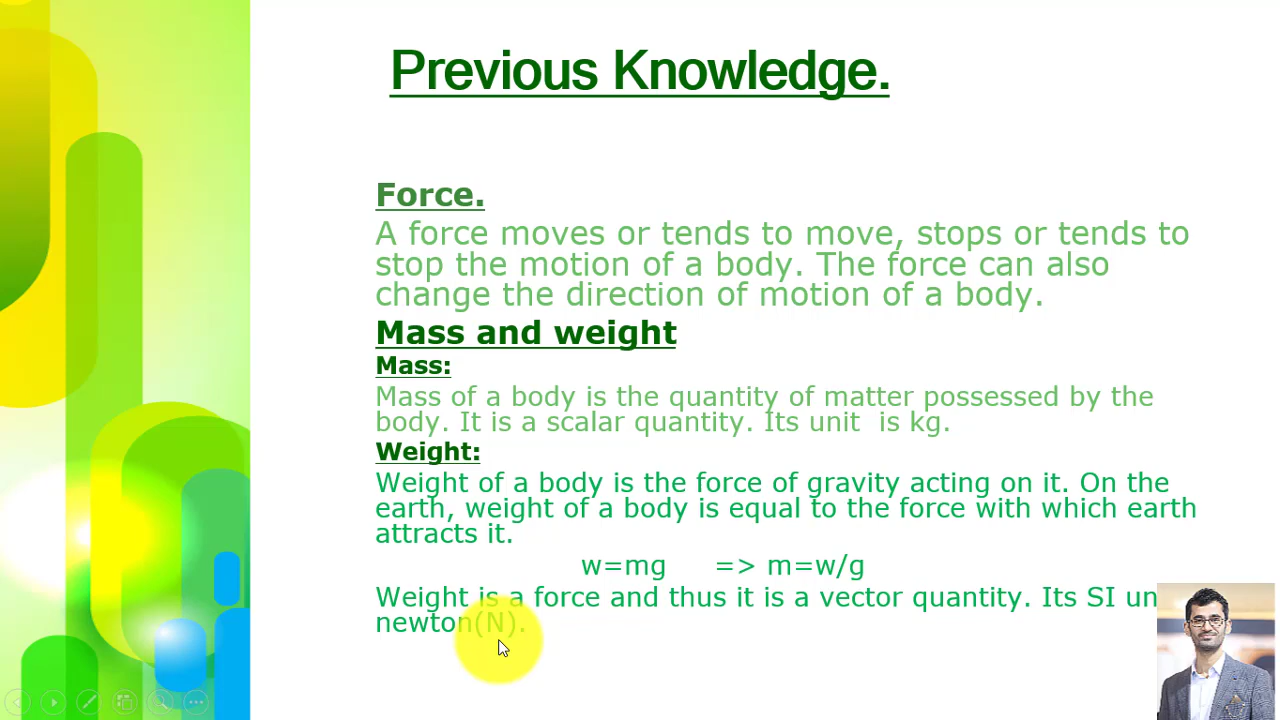 Previous Knowledge.
Force.
A force moves or tends to move, stops or tends to
stop the motion of a body. The force can also
change the direction of motion of a body.
Mass and weight
Mass:
Mass of a body is the quantity of matter possessed by the
body. It is a scalar quantity. Its unit is kg.
Weight:
Weight of a body is the force of gravity acting on it. On the
earth, weight of a body is equal to the force with which earth
attracts it.
w=mg => m=w/g
Weight is a force and thus it is a vector quantity. Its SI
newton(N).